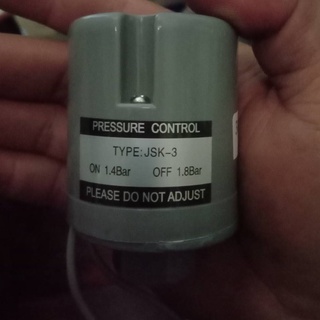 PRESSURE CONTROL
TYPE:JSK-3
ON 1.4Bar OFF 1.8Bar
PLEASE DO NOT ADJUST